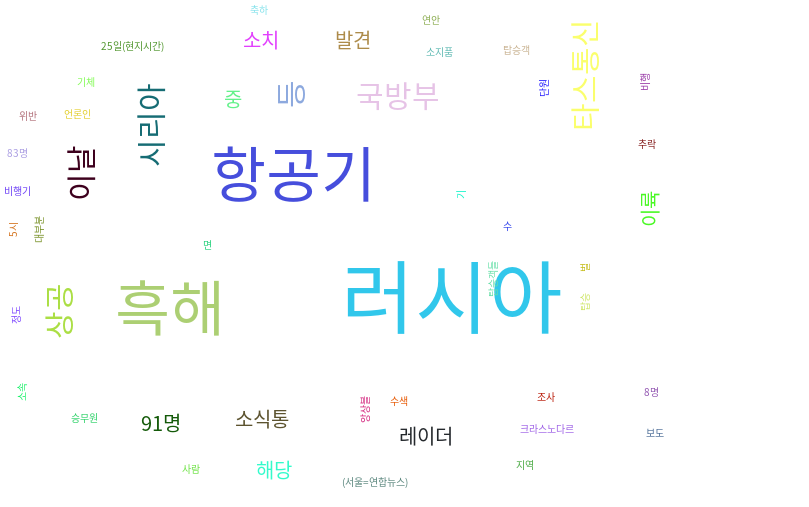 축하
연안
소치
발견
25일(현지시간)
소지품
탑승객
타스통신
기체
단원
비행
시리아
중
등
국방부
위반
언론인
추락
83명
이날
항공기
비행기
기
이륙
5시
대부분
수
면
러시아
탑승객들
별
탑승
흑해
상공
정도
소속
8명
조사
수색
앙상블
승무원
91명
소식통
레이더
크라스노다르
보도
사람
해당
지역
(서울=연합뉴스)